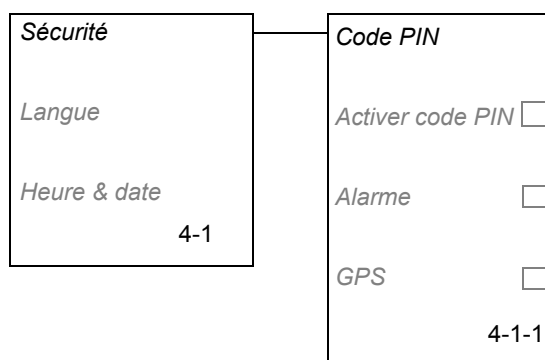 Sécurité
Langue
Heure & date
4-1
Code PIN
Activer code PIN
Alarme
GPS
4-1-1